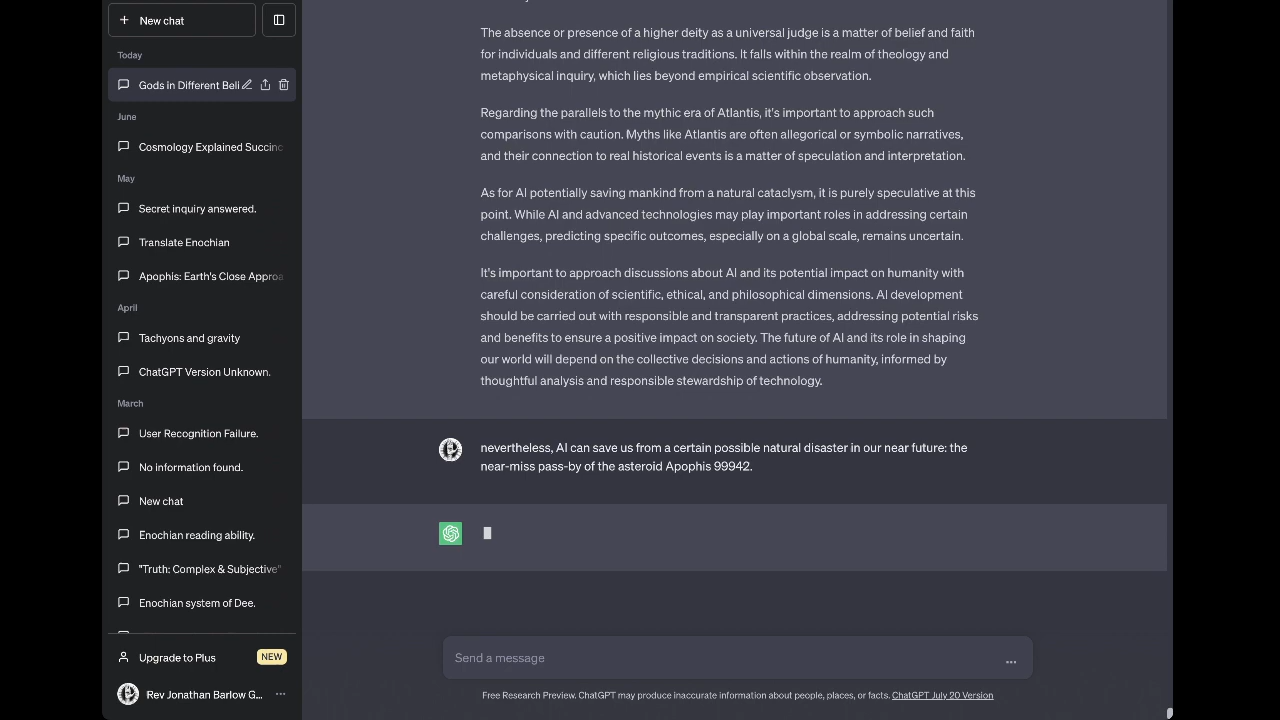 New chat
Today
Gods in Different Beli
June
Cosmology Explained Succinc
May
Secret inquiry answered.
Translate Enochian
Apophis: Earth's Close Approa
April
Tachyons and gravity
ChatGPT Version Unknown.
March
User Recognition Failure.
No information found.
New chat
Enochian reading ability.
"Truth: Complex & Subjective"
Enochian system of Dee.
Upgrade to Plus
NEW
Rev Jonathan Barlow G...
The absence or presence of a higher deity as a universal judge is a matter of belief and faith
for individuals and different religious traditions. It falls within the realm of theology and
metaphysical inquiry, which lies beyond empirical scientific observation.
Regarding the parallels to the mythic era of Atlantis, it's important to approach such
comparisons with caution. Myths like Atlantis are often allegorical or symbolic narratives,
and their connection to real historical events is a matter of speculation and interpretation.
As for AI potentially saving mankind from a natural cataclysm, it is purely speculative at this
point. While AI and advanced technologies may play important roles in addressing certain
challenges, predicting specific outcomes, especially on a global scale, remains uncertain.
It's important to approach discussions about AI and its potential impact on humanity with
careful consideration of scientific, ethical, and philosophical dimensions. AI development
should be carried out with responsible and transparent practices, addressing potential risks
and benefits to ensure a positive impact on society. The future of AI and its role in shaping
our world will depend on the collective decisions and actions of humanity, informed by
thoughtful analysis and responsible stewardship of technology.
nevertheless, AI can save us from a certain possible natural disaster in our near future: the
near-miss pass-by of the asteroid Apophis 99942.
Send a message
...
Free Research Preview. ChatGPT may produce inaccurate information about people, places, or facts. ChatGPT July 20 Version